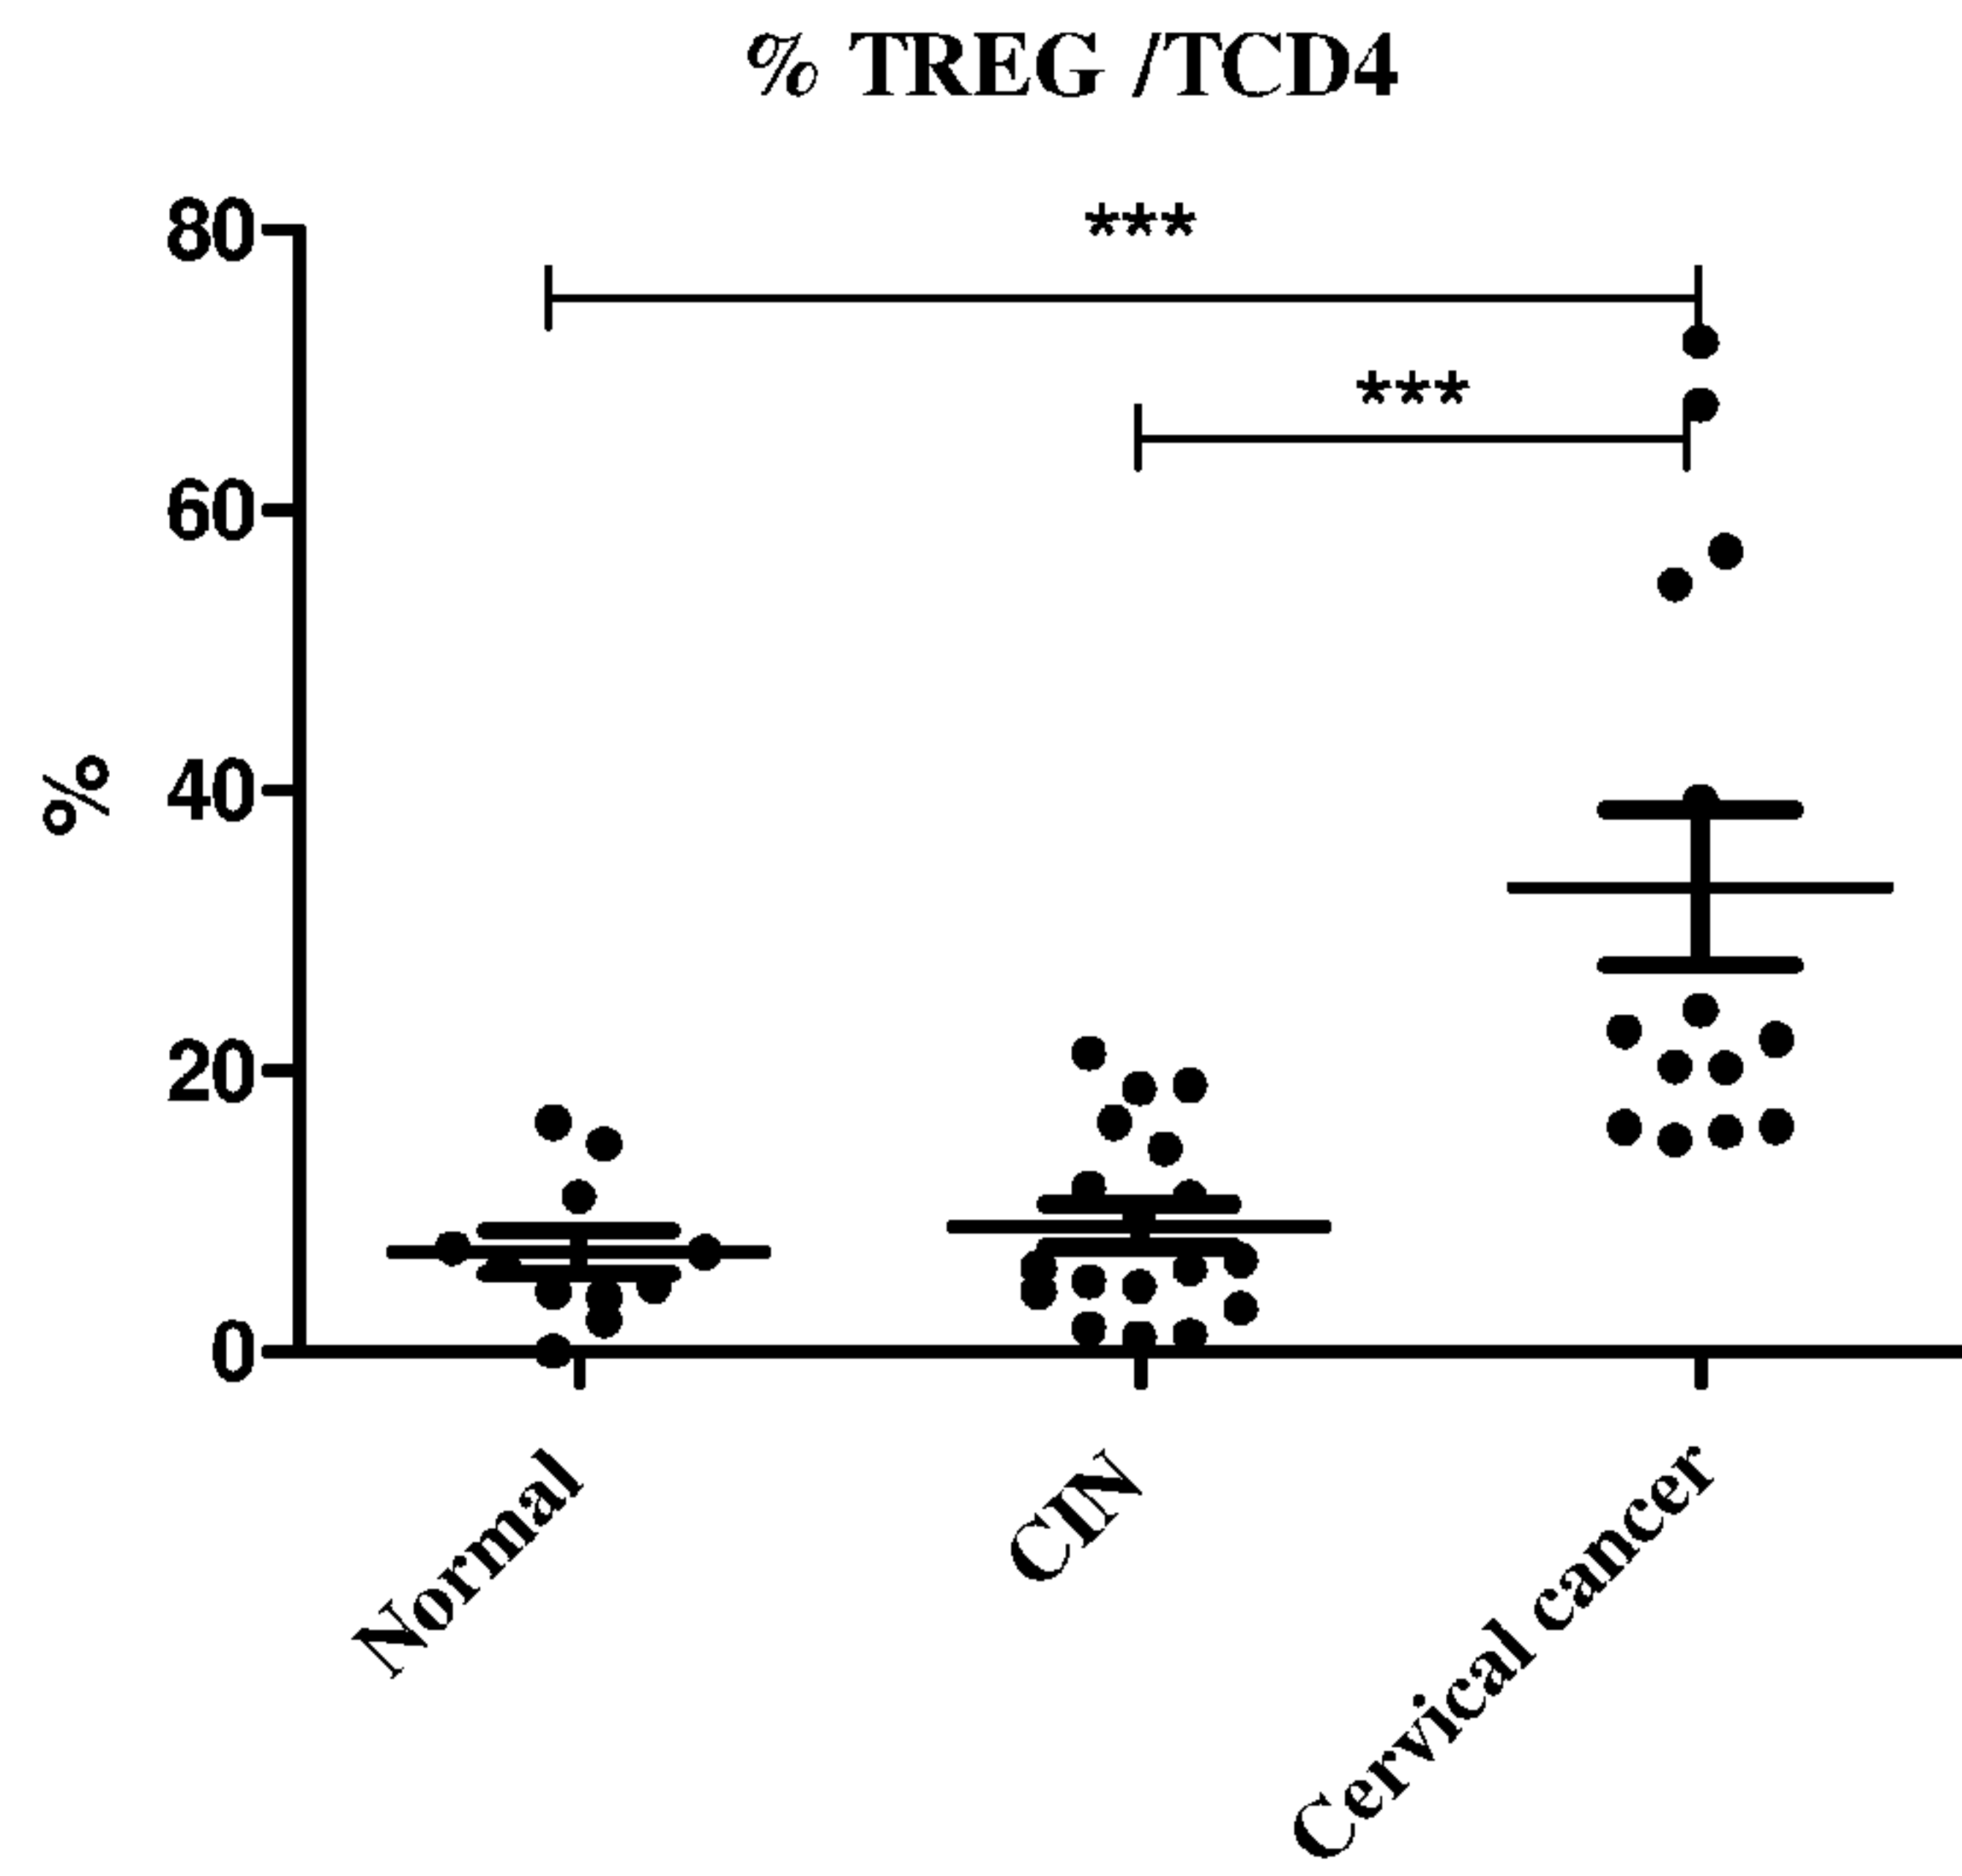 % TREG /TCD4
80
***
***
60
%
40
20
0
Normal
CIN
Cervical cancer